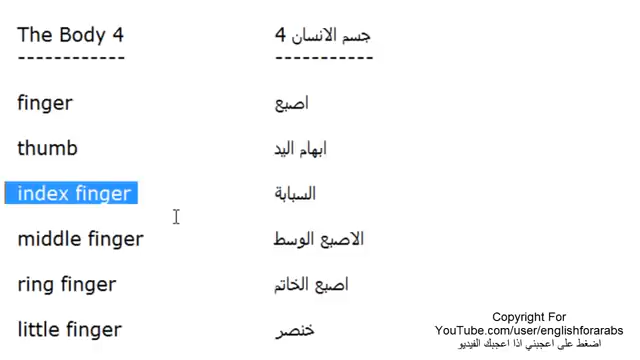 The Body 4 جسم الانسان 4
------------ -----------
finger اصبع
thumb ابهام اليد
index finger السبابة
middle finger الاصبع الوسط
ring finger اصبع الخاتم
little finger خنصر
Copyright For
YouTube.com/user/englishforarabs
اضغط على اعجبني اذا اعجبك الفيديو